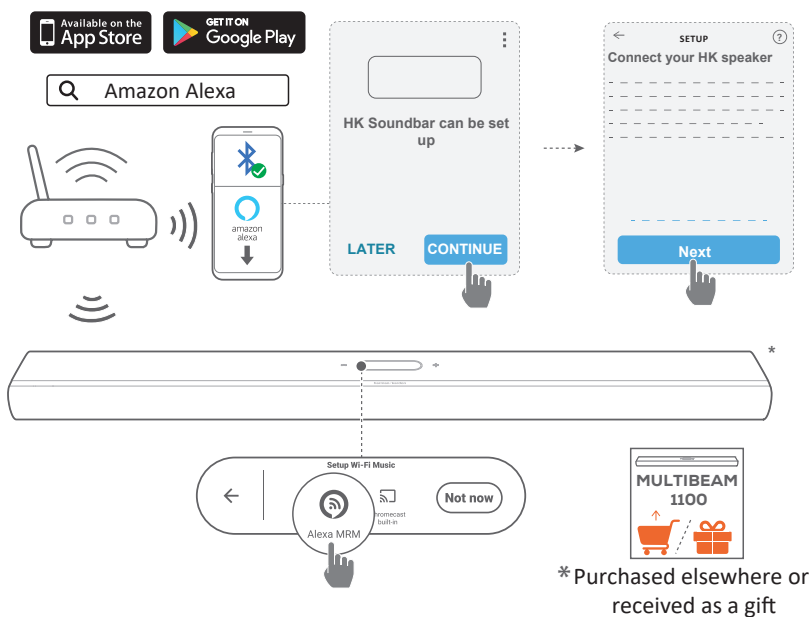 Available on the
App Store
GET IT ON
Google Play
Amazon Alexa
amazon
alexa
HK Soundbar can be set
up
LATER
CONTINUE
SETUP
?
Connect your HK speaker
Next
*
Setup Wi-Fi Music
Alexa MRM
built-in
Not now
MULTIBEAM
1100
*Purchased elsewhere or
received as a gift